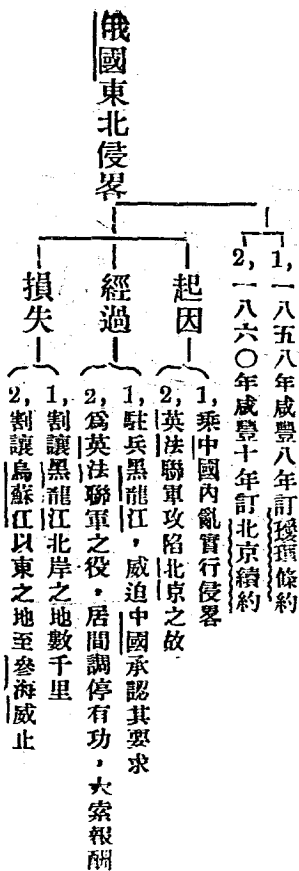 俄國東北侵畧
1,一八五八年咸豐八年訂璦琿條約
2,一八六〇年咸豐十年訂北京續約
起因
1,乘中國內亂實行侵畧
2,英法聯軍攻陷北京之故
經過
1,駐兵黑龍江，威迫中國承認其要求
2,爲英法聯軍之役，居間調停有功，大索報酬
損失
1,割讓黑龍江北岸之地數千里
2,割讓烏蘇江以東之地至參海威止